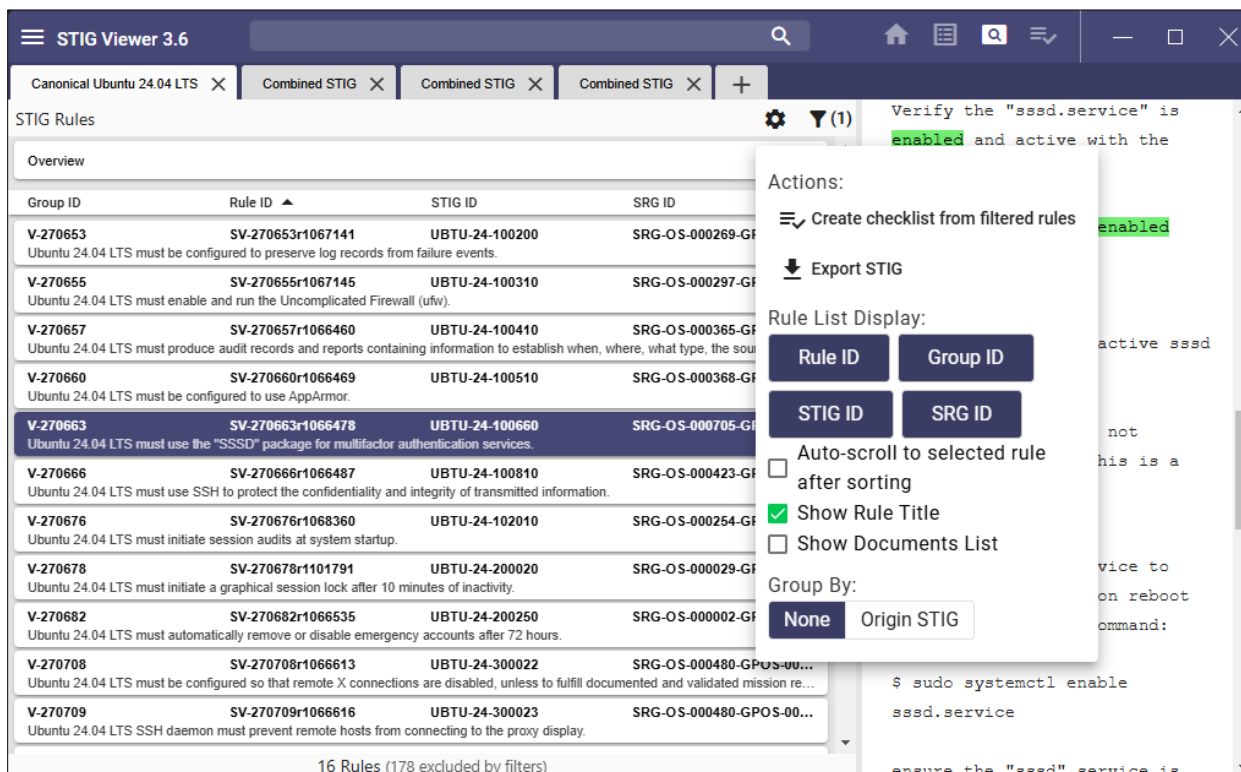 STIG Viewer 3.6
Canonical Ubuntu 24.04 LTS
Combined STIG
Combined STIG
Combined STIG
STIG Rules
(1)
Overview
Group ID Rule ID STIG ID SRG ID
V-270653 SV-270653r1067141 UBTU-24-100200 SRG-OS-000269-GP
Ubuntu 24.04 LTS must be configured to preserve log records from failure events.
V-270655 SV-270655r1067145 UBTU-24-100310 SRG-OS-000297-GP
Ubuntu 24.04 LTS must enable and run the Uncomplicated Firewall (ufw).
V-270657 SV-270657r1066460 UBTU-24-100410 SRG-OS-000365-GP
Ubuntu 24.04 LTS must produce audit records and reports containing information to establish when, where, what type, the sou
V-270660 SV-270660r1066469 UBTU-24-100510 SRG-OS-000368-GP
Ubuntu 24.04 LTS must be configured to use AppArmor.
V-270663 SV-270663r1066478 UBTU-24-100660 SRG-OS-000705-GP
Ubuntu 24.04 LTS must use the "SSSD" package for multifactor authentication services.
V-270666 SV-270666r1066487 UBTU-24-100810 SRG-OS-000423-GP
Ubuntu 24.04 LTS must use SSH to protect the confidentiality and integrity of transmitted information.
V-270676 SV-270676r1068360 UBTU-24-102010 SRG-OS-000254-GP
Ubuntu 24.04 LTS must initiate session audits at system startup.
V-270678 SV-270678r1101791 UBTU-24-200020 SRG-OS-000029-GP
Ubuntu 24.04 LTS must initiate a graphical session lock after 10 minutes of inactivity.
V-270682 SV-270682r1066535 UBTU-24-200250 SRG-OS-000002-GP
Ubuntu 24.04 LTS must automatically remove or disable emergency accounts after 72 hours.
V-270708 SV-270708r1066613 UBTU-24-300022 SRG-OS-000480-GPOS-00...
Ubuntu 24.04 LTS must be configured so that remote X connections are disabled, unless to fulfill documented and validated mission re...
V-270709 SV-270709r1066616 UBTU-24-300023 SRG-OS-000480-GPOS-00...
Ubuntu 24.04 LTS SSH daemon must prevent remote hosts from connecting to the proxy display.
16 Rules (178 excluded by filters)
Actions:
Create checklist from filtered rules
Export STIG
Rule List Display:
Rule ID Group ID
STIG ID SRG ID
Auto-scroll to selected rule
after sorting
Show Rule Title
Show Documents List
Group By:
None Origin STIG
Verify the "sssd.service" is
enabled and active with the
enabled
active sssd
not
his is a
vice to
on reboot
ommand:
$ sudo systemctl enable
sssd.service
ensure the "sssd" service is